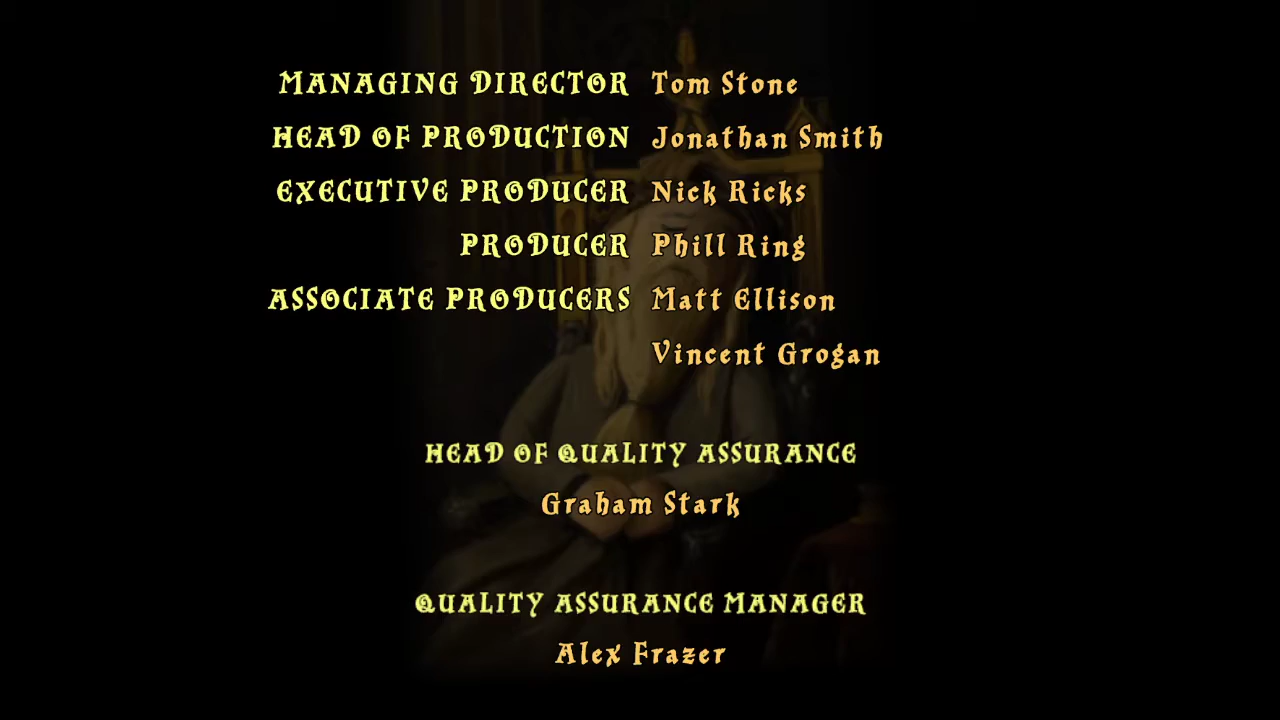 MANAGING DIRECTOR Tom Stone
HEAD OF PRODUCTION Jonathan Smith
EXECUTIVE PRODUCER Nick Ricks
PRODUCER Phill Ring
ASSOCIATE PRODUCERS Matt Ellison
Vincent Grogan
HEAD OF QUALITY ASSURANCE
Graham Stark
QUALITY ASSURANCE MANAGER
Alex Frazer